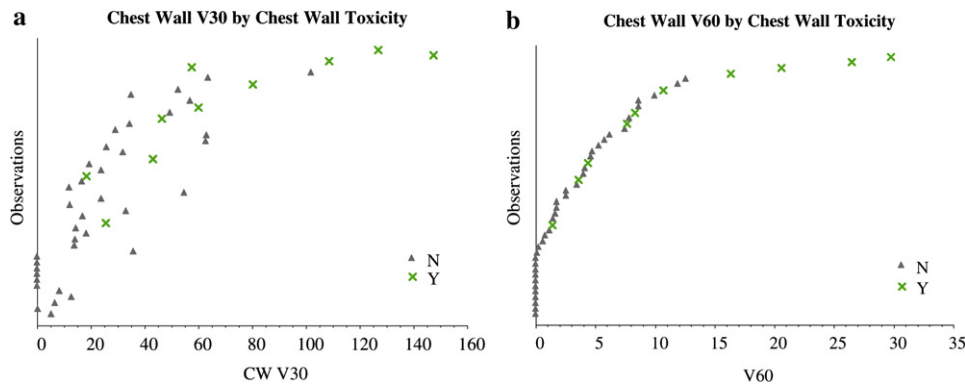 a
Chest Wall V30 by Chest Wall Toxicity
Observations
N
Y
0 20 40 60 80 100 120 140 160
CW V30
b
Chest Wall V60 by Chest Wall Toxicity
Observations
N
Y
0 5 10 15 20 25 30 35
V60